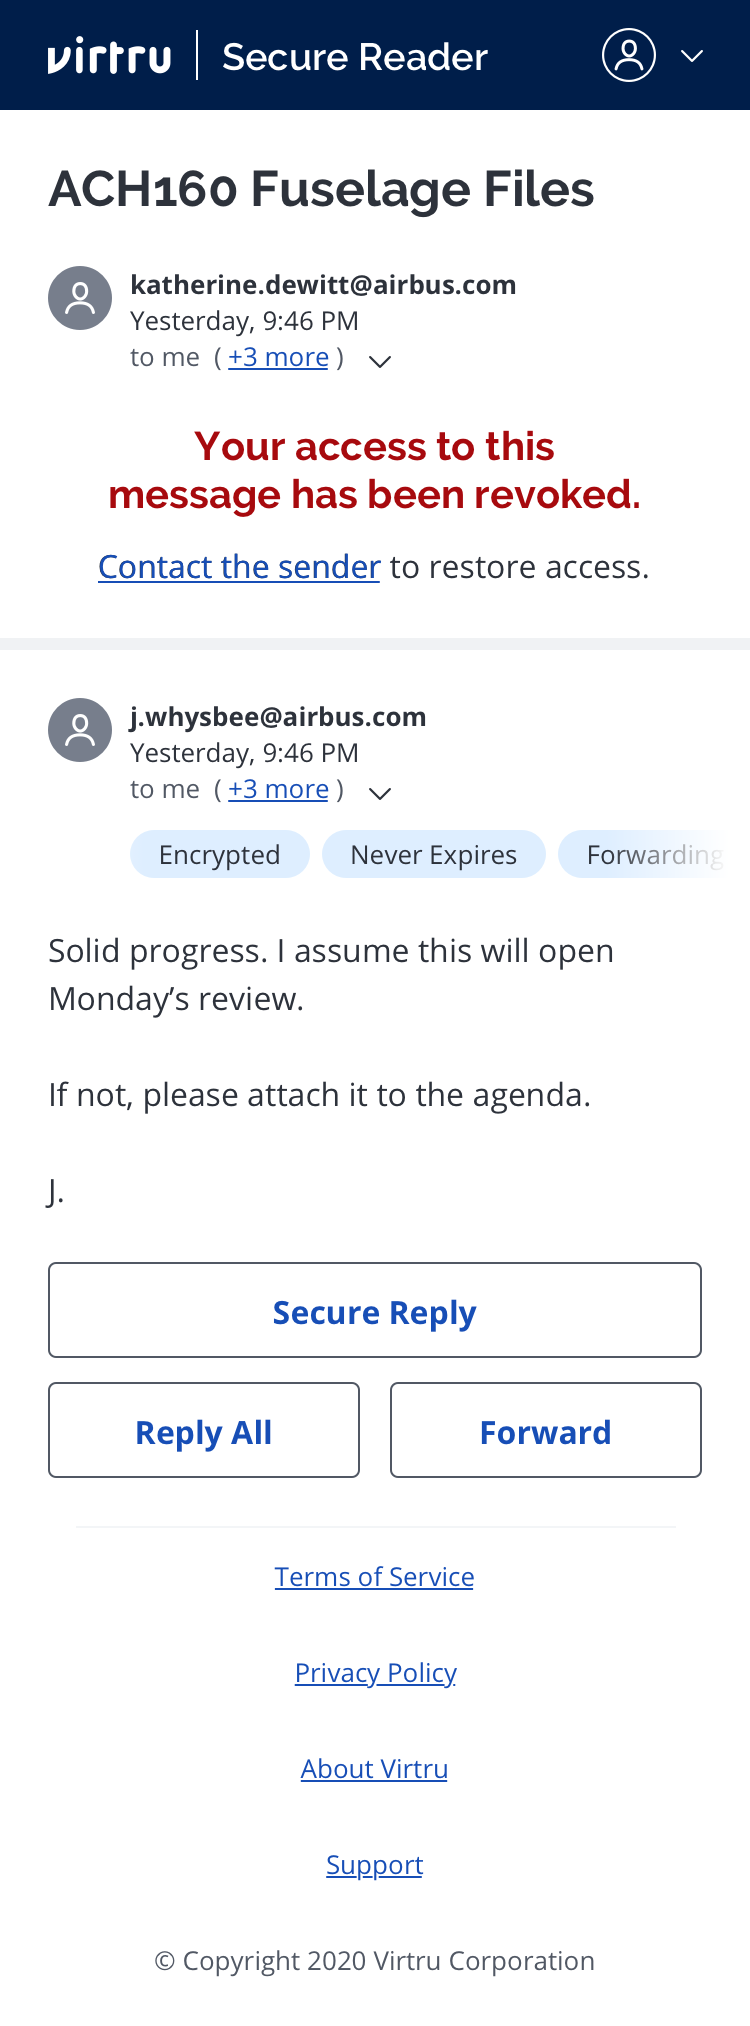 virtru Secure Reader
ACH160 Fuselage Files
katherine.dewitt@airbus.com
Yesterday, 9:46 PM
to me ( +3 more )
Your access to this
message has been revoked.
Contact the sender to restore access.
j.whysbee@airbus.com
Yesterday, 9:46 PM
to me ( +3 more )
Encrypted Never Expires Forwarding
Solid progress. I assume this will open
Monday’s review.
If not, please attach it to the agenda.
J.
Secure Reply
Reply All Forward
Terms of Service
Privacy Policy
About Virtru
Support
© Copyright 2020 Virtru Corporation